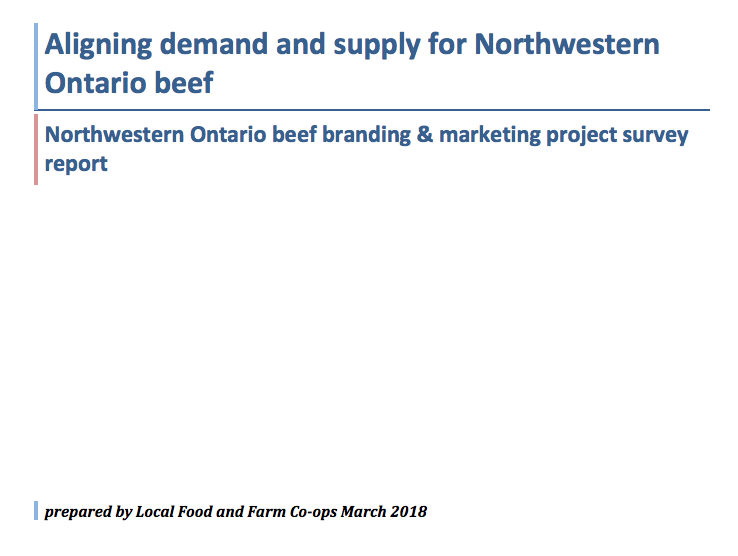 Aligning demand and supply for Northwestern
Ontario beef
Northwestern Ontario beef branding & marketing project survey
report
prepared by Local Food and Farm Co-ops March 2018